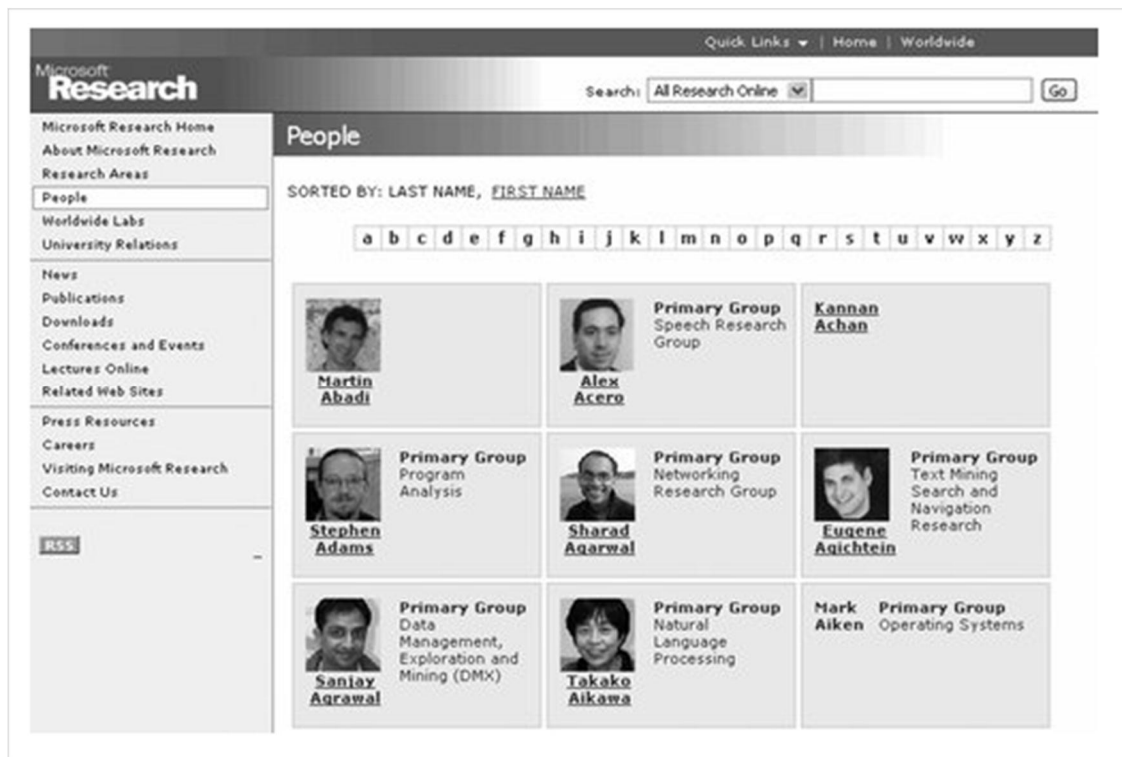 Quick Links | Home | Worldwide
Microsoft
Research
Search: All Research Online Go
Microsoft Research Home
About Microsoft Research
Research Areas
People
Worldwide Labs
University Relations
News
Publications
Downloads
Conferences and Events
Lectures Online
Related Web Sites
Press Resources
Careers
Visiting Microsoft Research
Contact Us
RSS
People
SORTED BY: LAST NAME, FIRST NAME
a b c d e f g h i j k l m n o p q r s t u v w x y z
Martin
Abadi
Primary Group
Speech Research
Group
Alex
Acero
Kannan
Achan
Primary Group
Program
Analysis
Stephen
Adams
Primary Group
Networking
Research Group
Sharad
Agarwal
Primary Group
Text Mining
Search and
Navigation
Research
Eugene
Agichtein
Primary Group
Data
Management,
Exploration and
Mining (DMX)
Sanjay
Agrawal
Primary Group
Natural
Language
Processing
Takako
Aikawa
Mark
Aiken
Primary Group
Operating Systems